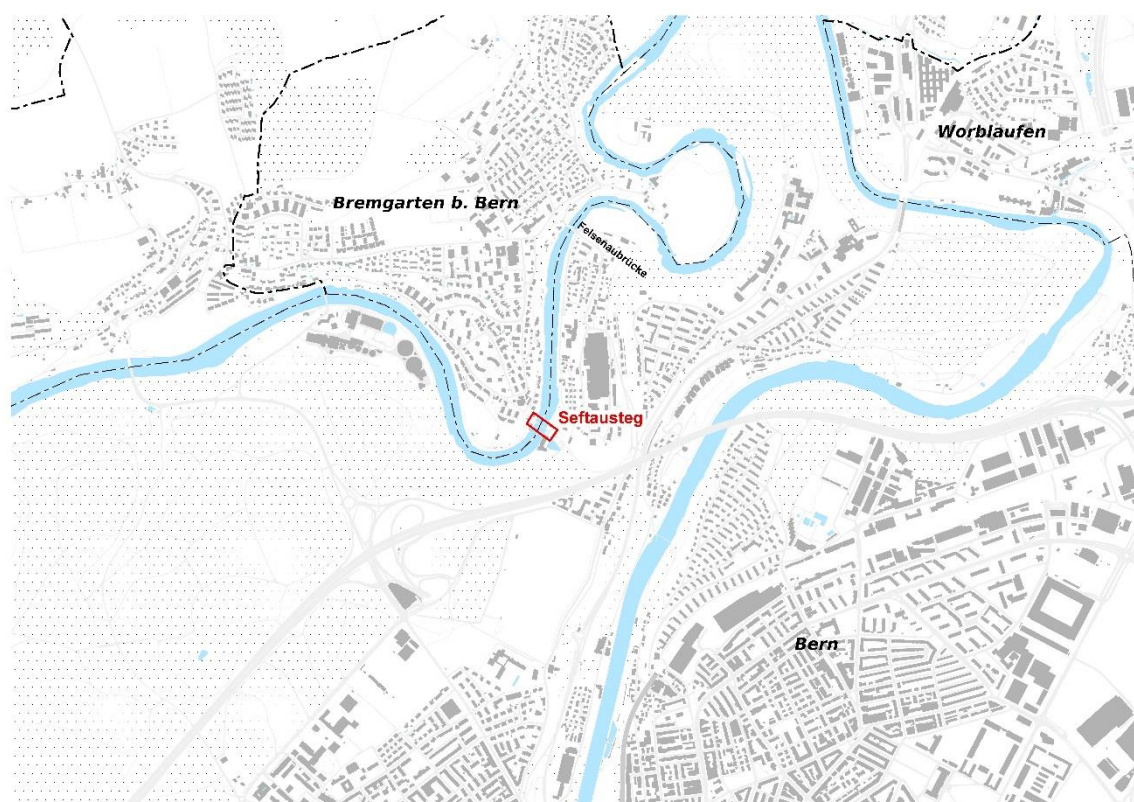 Worblaufen
Bremgarten b. Bern
Felsenaubrücke
Seftausteg
Bern